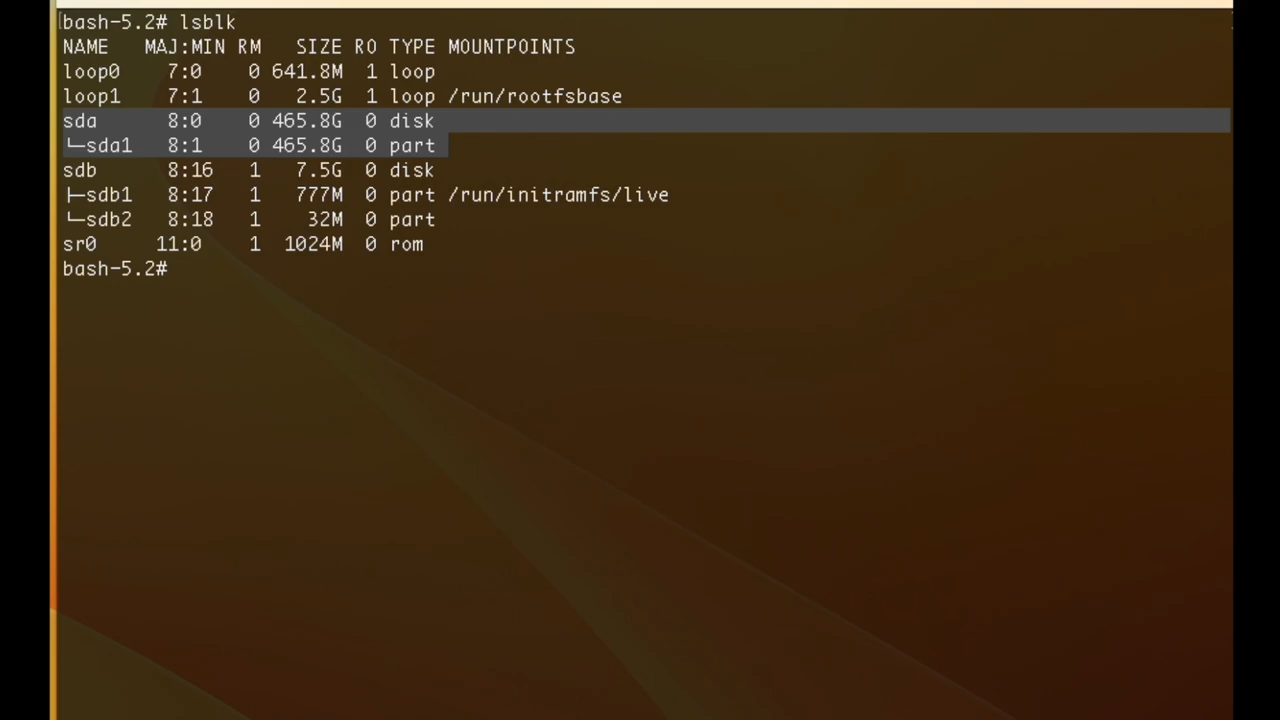 bash-5.2# lsblk
NAME   MAJ:MIN RM   SIZE RO TYPE MOUNTPOINTS
loop0    7:0    0 641.8M  1 loop
loop1    7:1    0   2.5G  1 loop /run/rootfsbase
sda      8:0    0 465.8G  0 disk
└─sda1   8:1    0 465.8G  0 part
sdb      8:16   1   7.5G  0 disk
├─sdb1   8:17   1   777M  0 part /run/initramfs/live
└─sdb2   8:18   1    32M  0 part
sr0     11:0    1  1024M  0 rom
bash-5.2#